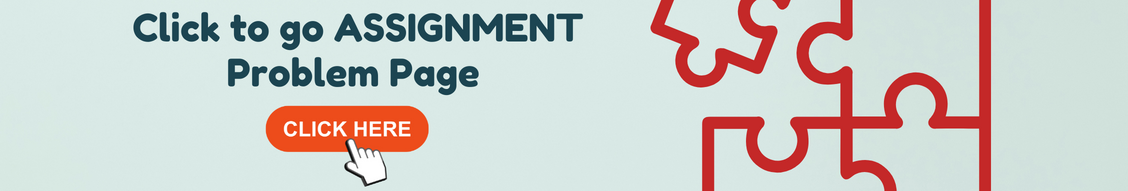 Click to go ASSIGNMENT
Problem Page
CLICK HERE